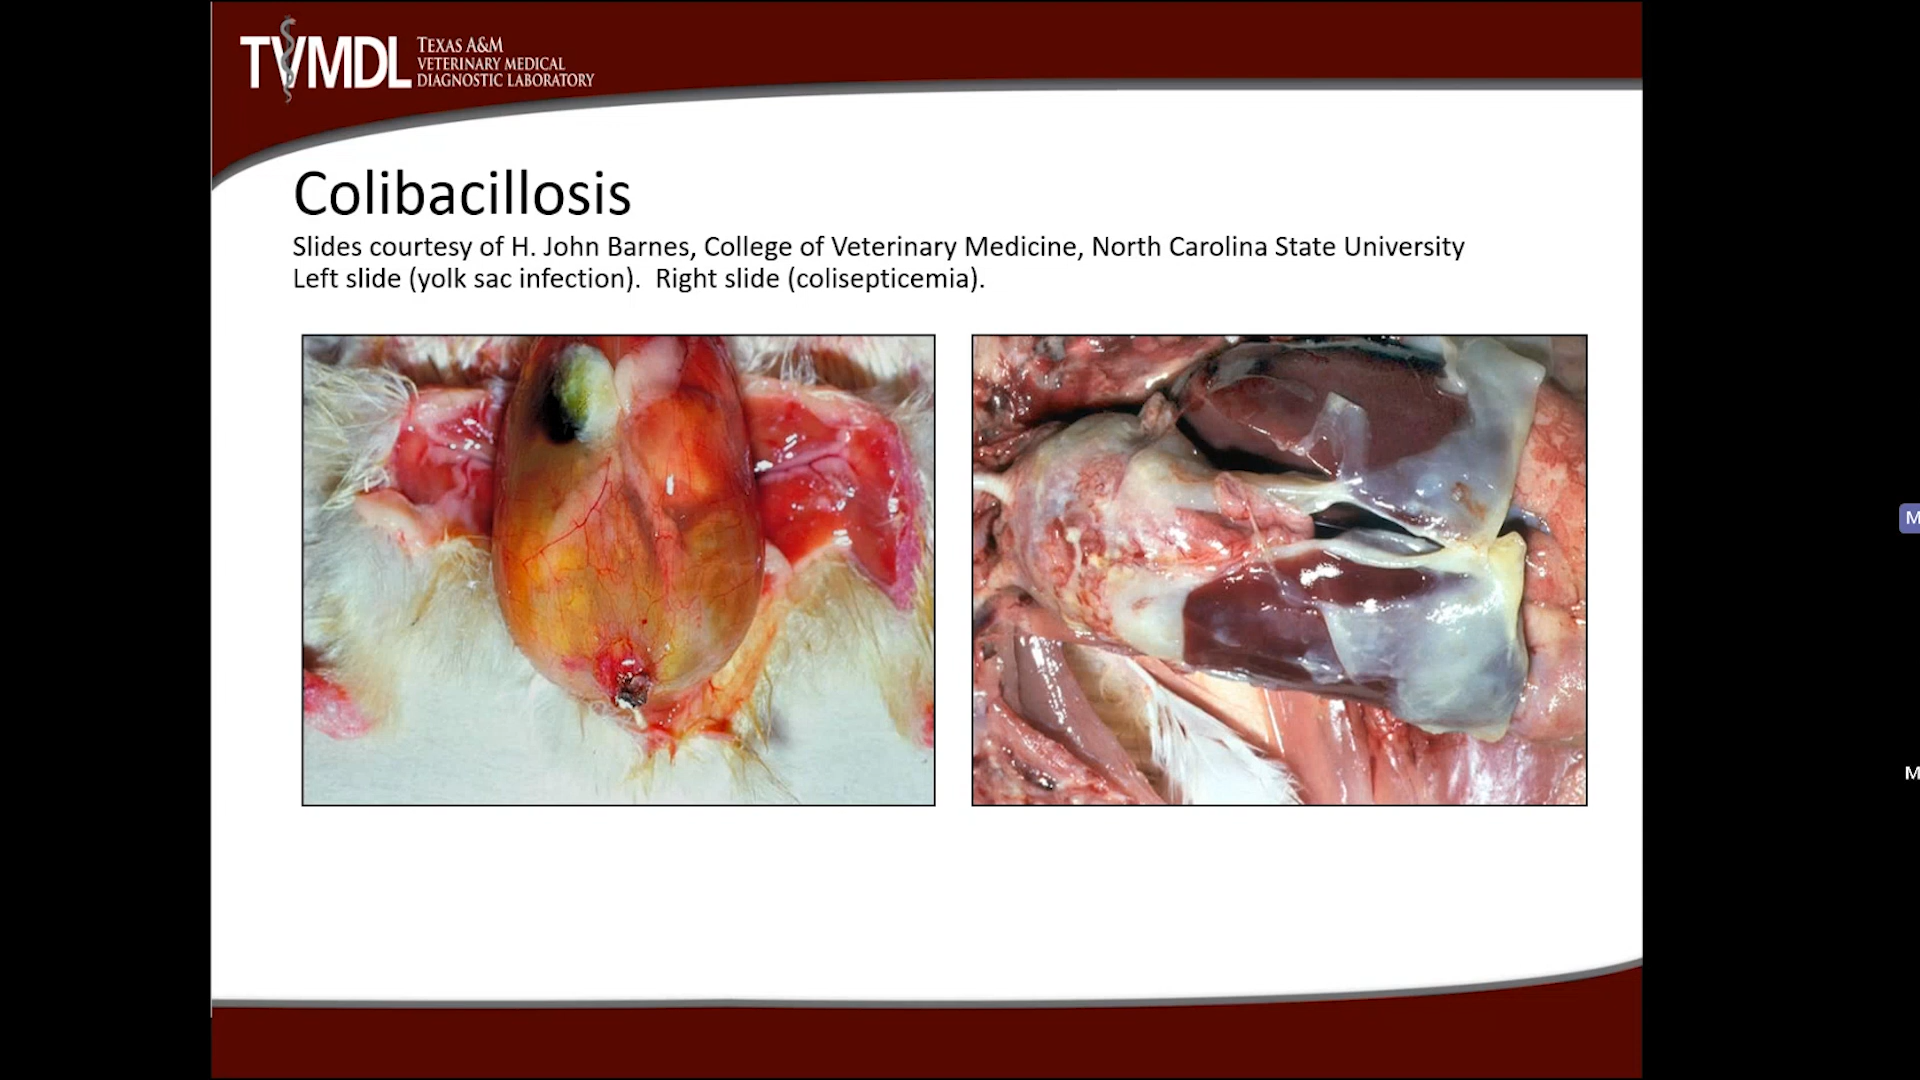 TVMDL
TEXAS A&M
VETERINARY MEDICAL
DIAGNOSTIC LABORATORY
Colibacillosis
Slides courtesy of H. John Barnes, College of Veterinary Medicine, North Carolina State University
Left slide (yolk sac infection).  Right slide (colisepticemia).
M
M